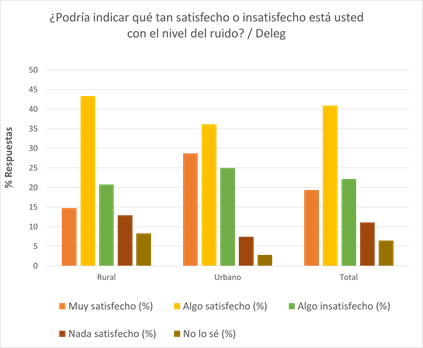 ¿Podría indicar qué tan satisfecho o insatisfecho está usted
con el nivel del ruido? / Deleg
% Respuestas
50
45
40
35
30
25
20
15
10
5
0
Rural
Urbano
Total
Muy satisfecho (%)
Algo satisfecho (%)
Algo insatisfecho (%)
Nada satisfecho (%)
No lo sé (%)